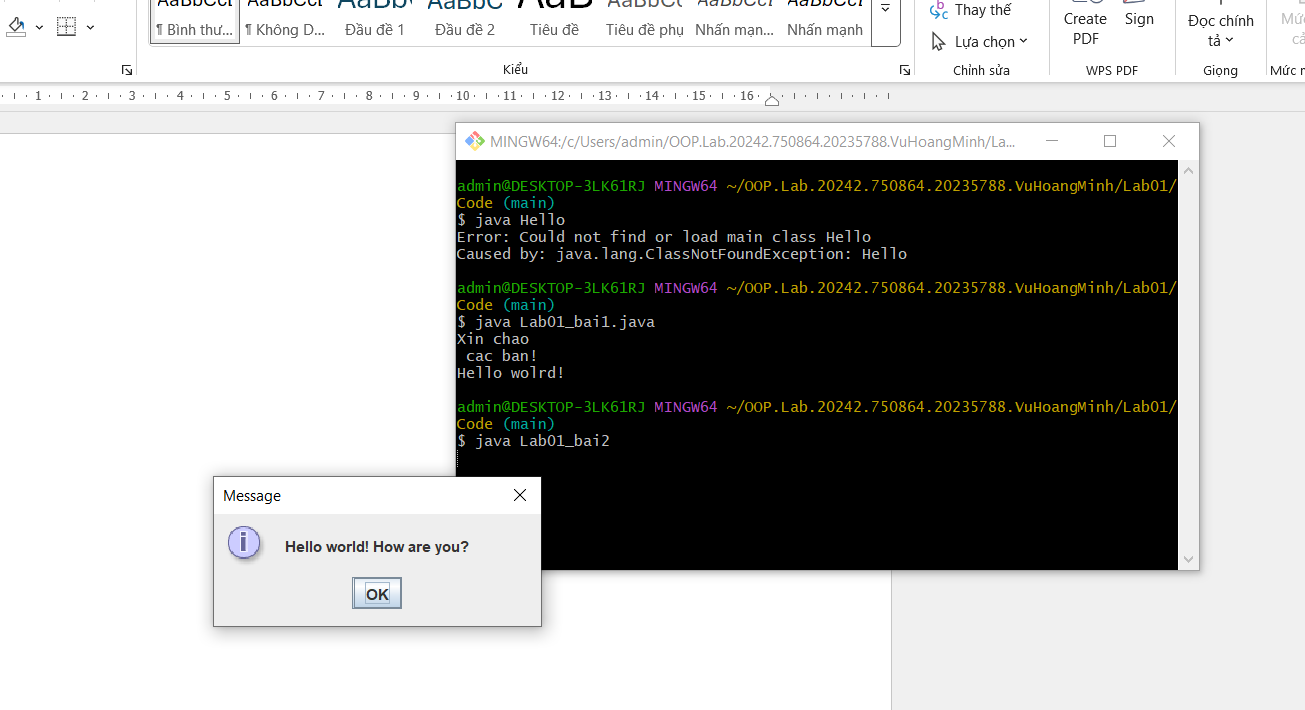 AaBbCcL AaBbCcL AaBb AaBbC AaB AaBbCc AaBbCcL AaBbCcL
¶ Bình thư... ¶ Không D... Đầu đề 1 Đầu đề 2 Tiêu đề Tiêu đề phụ Nhấn mạn... Nhấn mạnh
Kiểu
Thay thế
Lựa chọn
Chỉnh sửa
Create PDF
Sign
WPS PDF
Đọc chính tả
Giọng
1 2 3 4 5 6 7 8 9 10 11 12 13 14 15 16
MINGW64:/c/Users/admin/OOP.Lab.20242.750864.20235788.VuHoangMinh/La...
admin@DESKTOP-3LK61RJ MINGW64 ~/OOP.Lab.20242.750864.20235788.VuHoangMinh/Lab01/
Code (main)
$ java Hello
Error: Could not find or load main class Hello
Caused by: java.lang.ClassNotFoundException: Hello
admin@DESKTOP-3LK61RJ MINGW64 ~/OOP.Lab.20242.750864.20235788.VuHoangMinh/Lab01/
Code (main)
$ java Lab01_bai1.java
Xin chao
 cac ban!
Hello wolrd!
admin@DESKTOP-3LK61RJ MINGW64 ~/OOP.Lab.20242.750864.20235788.VuHoangMinh/Lab01/
Code (main)
$ java Lab01_bai2
Message
Hello world! How are you?
OK